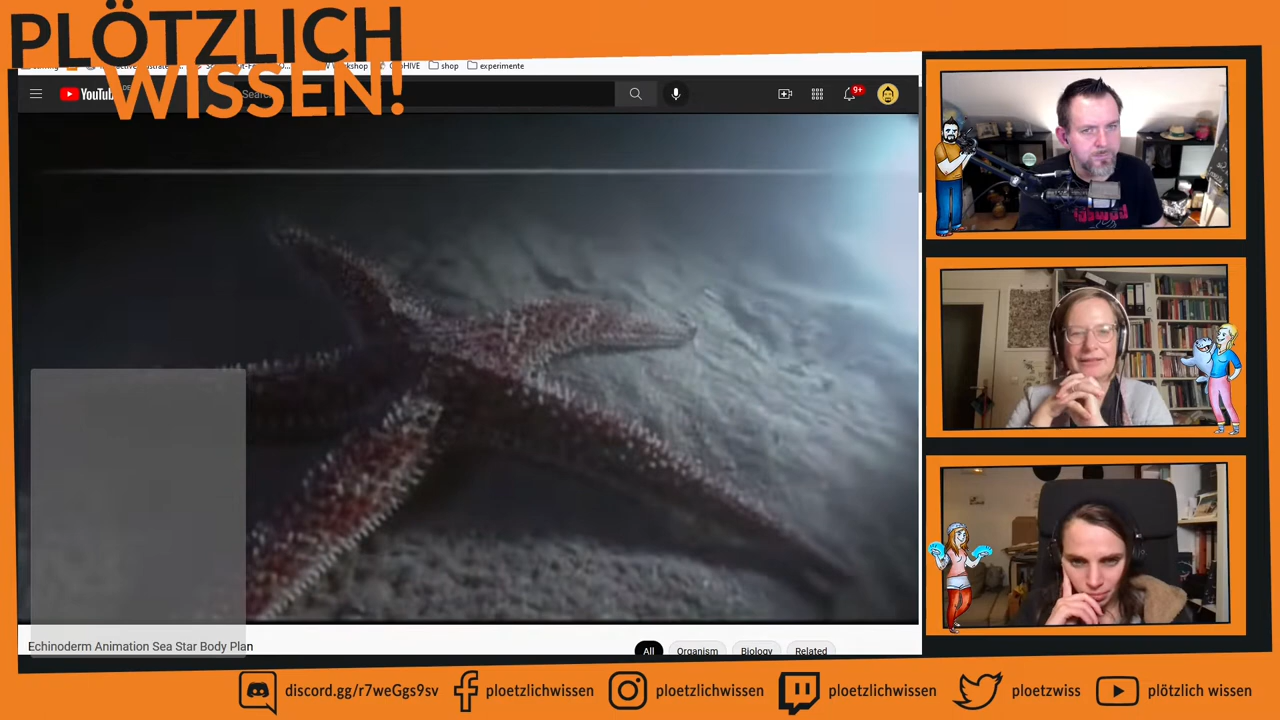 PLÖTZLICH
WISSEN!
shop experimente
YouTube
9+
Echinoderm Animation Sea Star Body Plan
All Organism Biology Related
discord.gg/r7weGgs9sv ploetzlichwissen ploetzlichwissen ploetzlichwissen ploetzwiss plötzlich wissen